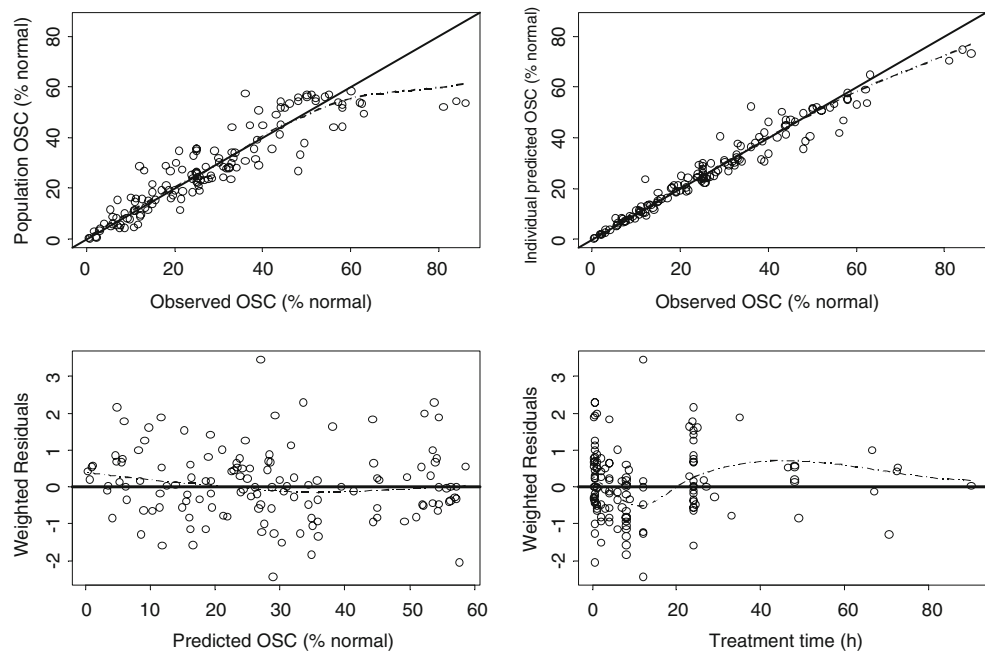 Population OSC (% normal)
0 20 40 60 80
0 20 40 60 80
Observed OSC (% normal)
Individual predicted OSC (% normal)
0 20 40 60 80
0 20 40 60 80
Observed OSC (% normal)
Weighted Residuals
-2 -1 0 1 2 3
0 10 20 30 40 50 60
Predicted OSC (% normal)
Weighted Residuals
-2 -1 0 1 2 3
0 20 40 60 80
Treatment time (h)